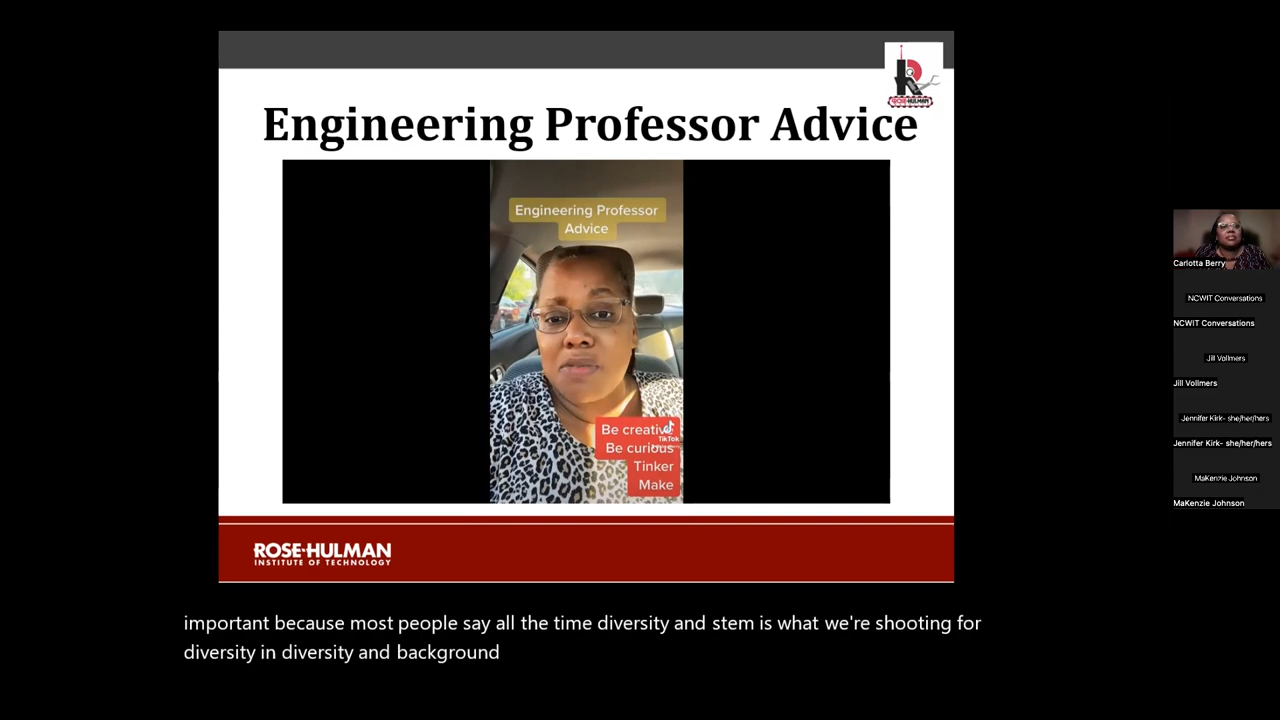 ROSE-HULMAN
Engineering Professor Advice
Engineering Professor
Advice
Be creative
TikTok
Be curious
Tinker
Make
ROSE-HULMAN
INSTITUTE OF TECHNOLOGY
important because most people say all the time diversity and stem is what we're shooting for
diversity in diversity and background
Carlotta Berry
NCWIT Conversations
NCWIT Conversations
Jill Vollmers
Jill Vollmers
Jennifer Kirk- she/her/hers
Jennifer Kirk- she/her/hers
MaKenzie Johnson
MaKenzie Johnson